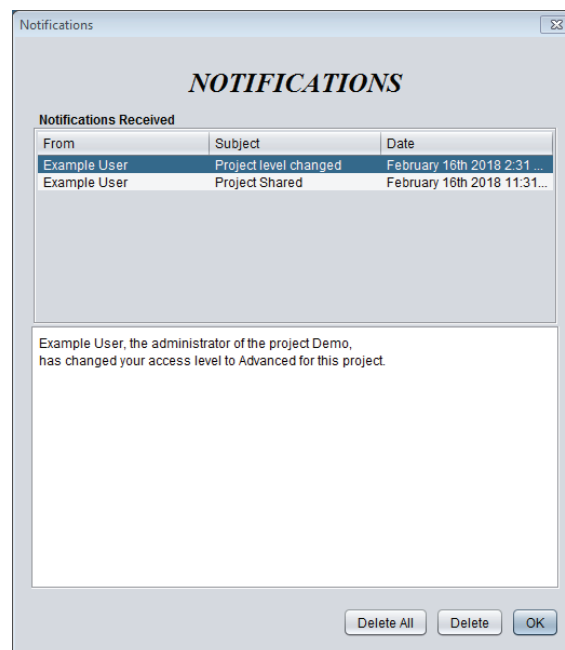 Notifications
NOTIFICATIONS
Notifications Received
From Subject Date
Example User Project level changed February 16th 2018 2:31 ...
Example User Project Shared February 16th 2018 11:31...
Example User, the administrator of the project Demo,
has changed your access level to Advanced for this project.
Delete All Delete OK